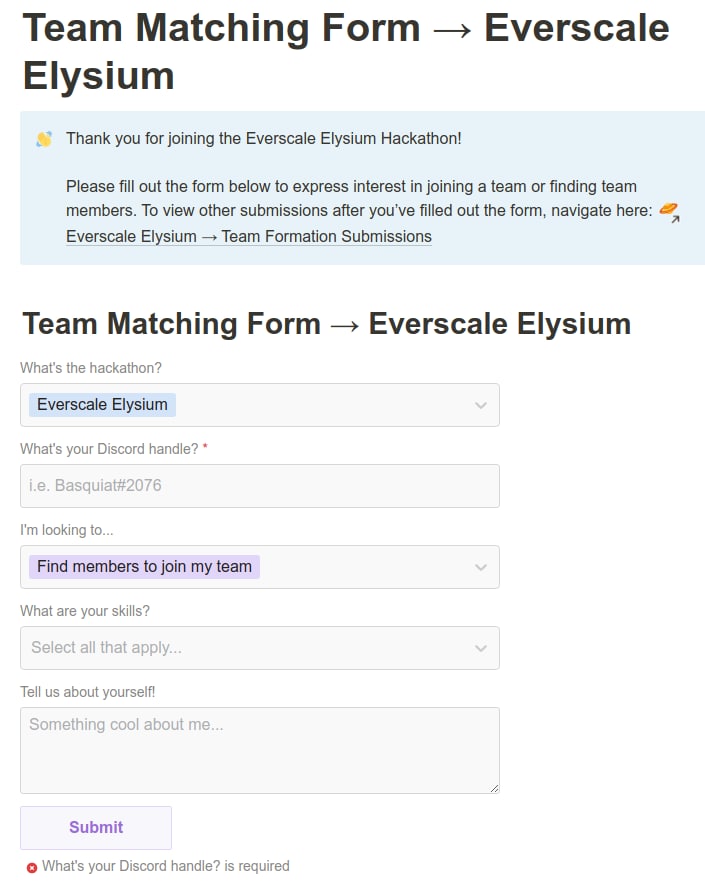 Team Matching Form → Everscale
Elysium
Thank you for joining the Everscale Elysium Hackathon!
Please fill out the form below to express interest in joining a team or finding team
members. To view other submissions after you’ve filled out the form, navigate here:
Everscale Elysium → Team Formation Submissions
Team Matching Form → Everscale Elysium
What's the hackathon?
Everscale Elysium
What's your Discord handle? *
i.e. Basquiat#2076
I'm looking to...
Find members to join my team
What are your skills?
Select all that apply...
Tell us about yourself!
Something cool about me...
Submit
What's your Discord handle? is required